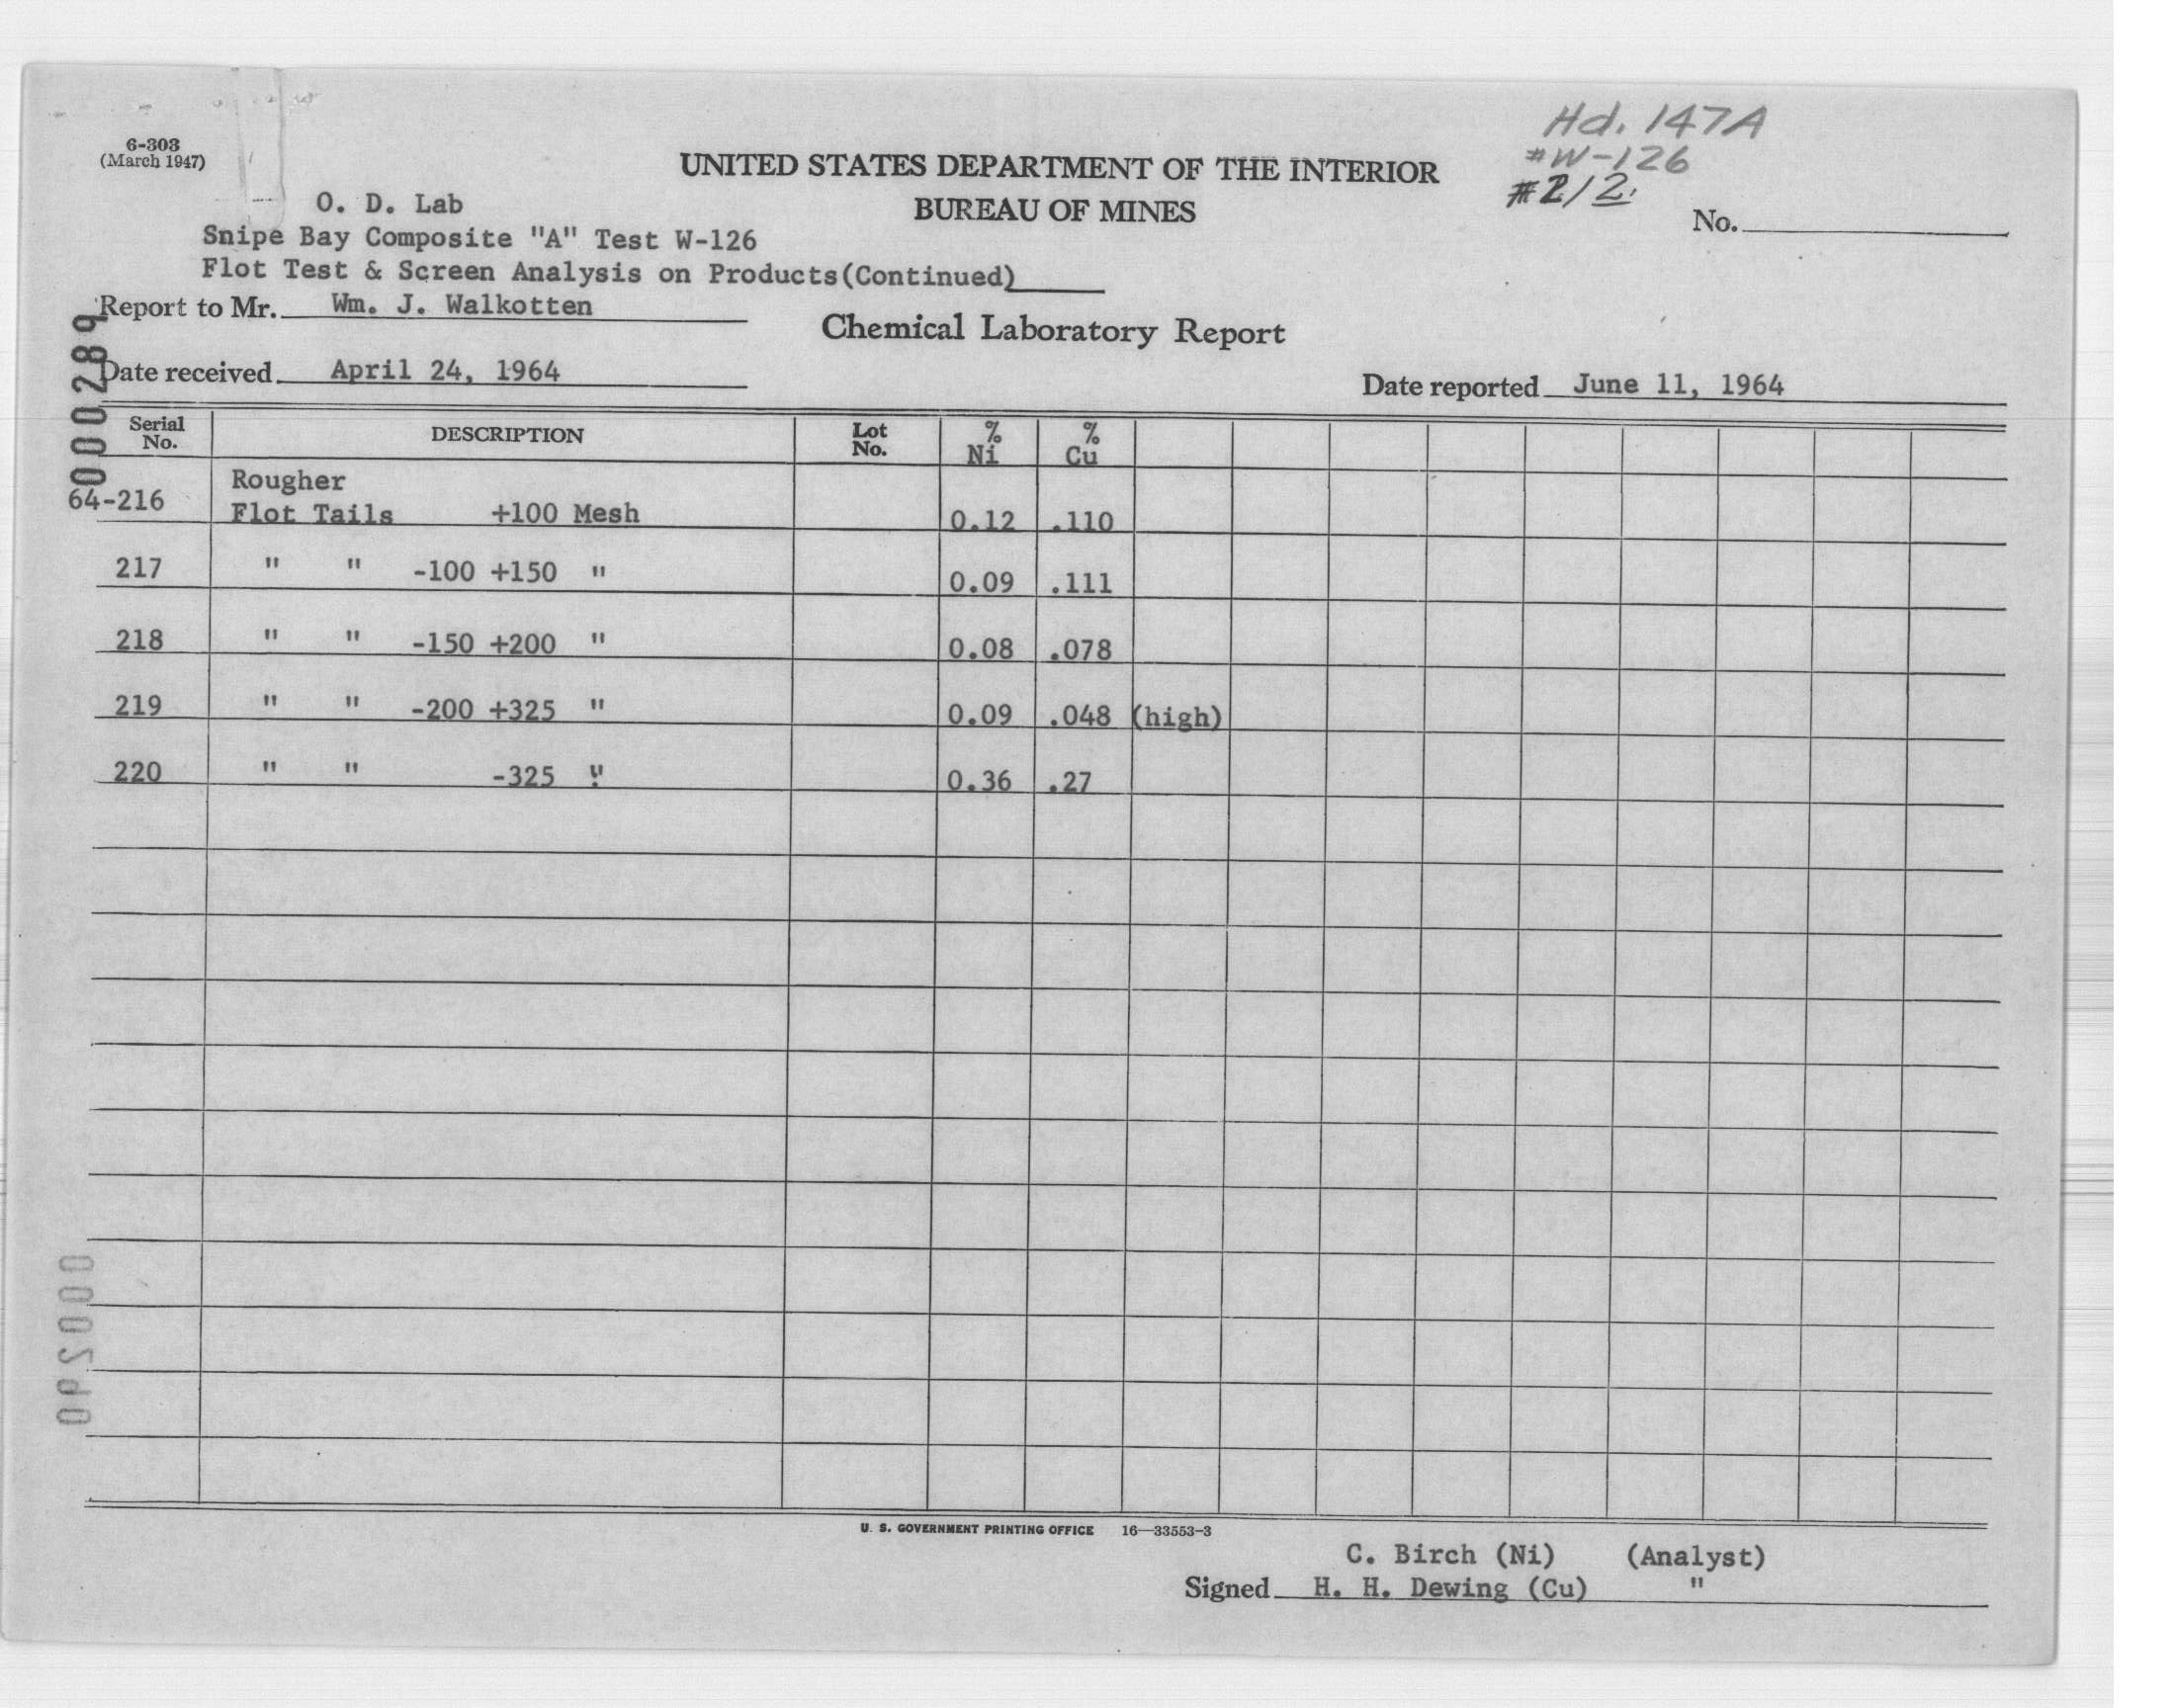 6-303
(March 1947)
Hd. 147A
#W-126
#2/2.
UNITED STATES DEPARTMENT OF THE INTERIOR
BUREAU OF MINES
No.
O. D. Lab
Snipe Bay Composite "A" Test W-126
Flot Test & Screen Analysis on Products(Continued)
Report to Mr. Wm. J. Walkotten
Chemical Laboratory Report
Date received April 24, 1964
Date reported June 11, 1964
000289
Serial No. DESCRIPTION Lot No. % Ni % Cu
64-216 Rougher Flot Tails +100 Mesh 0.12 .110
217 " " -100 +150 " 0.09 .111
218 " " -150 +200 " 0.08 .078
219 " " -200 +325 " 0.09 .048 (high)
220 " " -325 " 0.36 .27
000290
U. S. GOVERNMENT PRINTING OFFICE 16—33553-3
C. Birch (Ni) (Analyst)
Signed H. H. Dewing (Cu) "